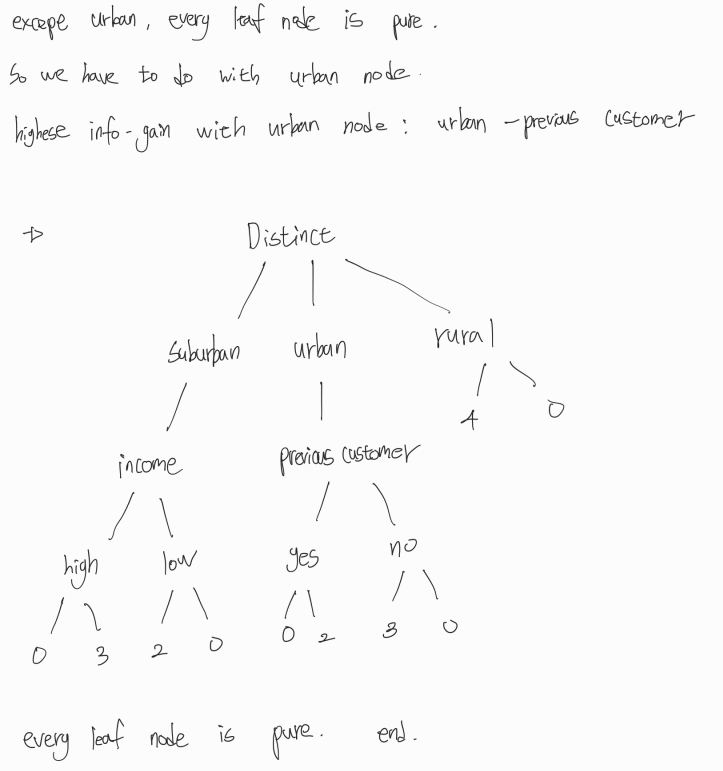 excepe urban, every leaf node is pure.
So we have to do with urban node.
highese info-gain with urban node : urban - previous customer
Distinct
suburban urban rural
4 0
income previous customer
high low yes no
0 3 2 0 0 2 3 0
every leaf node is pure. end.